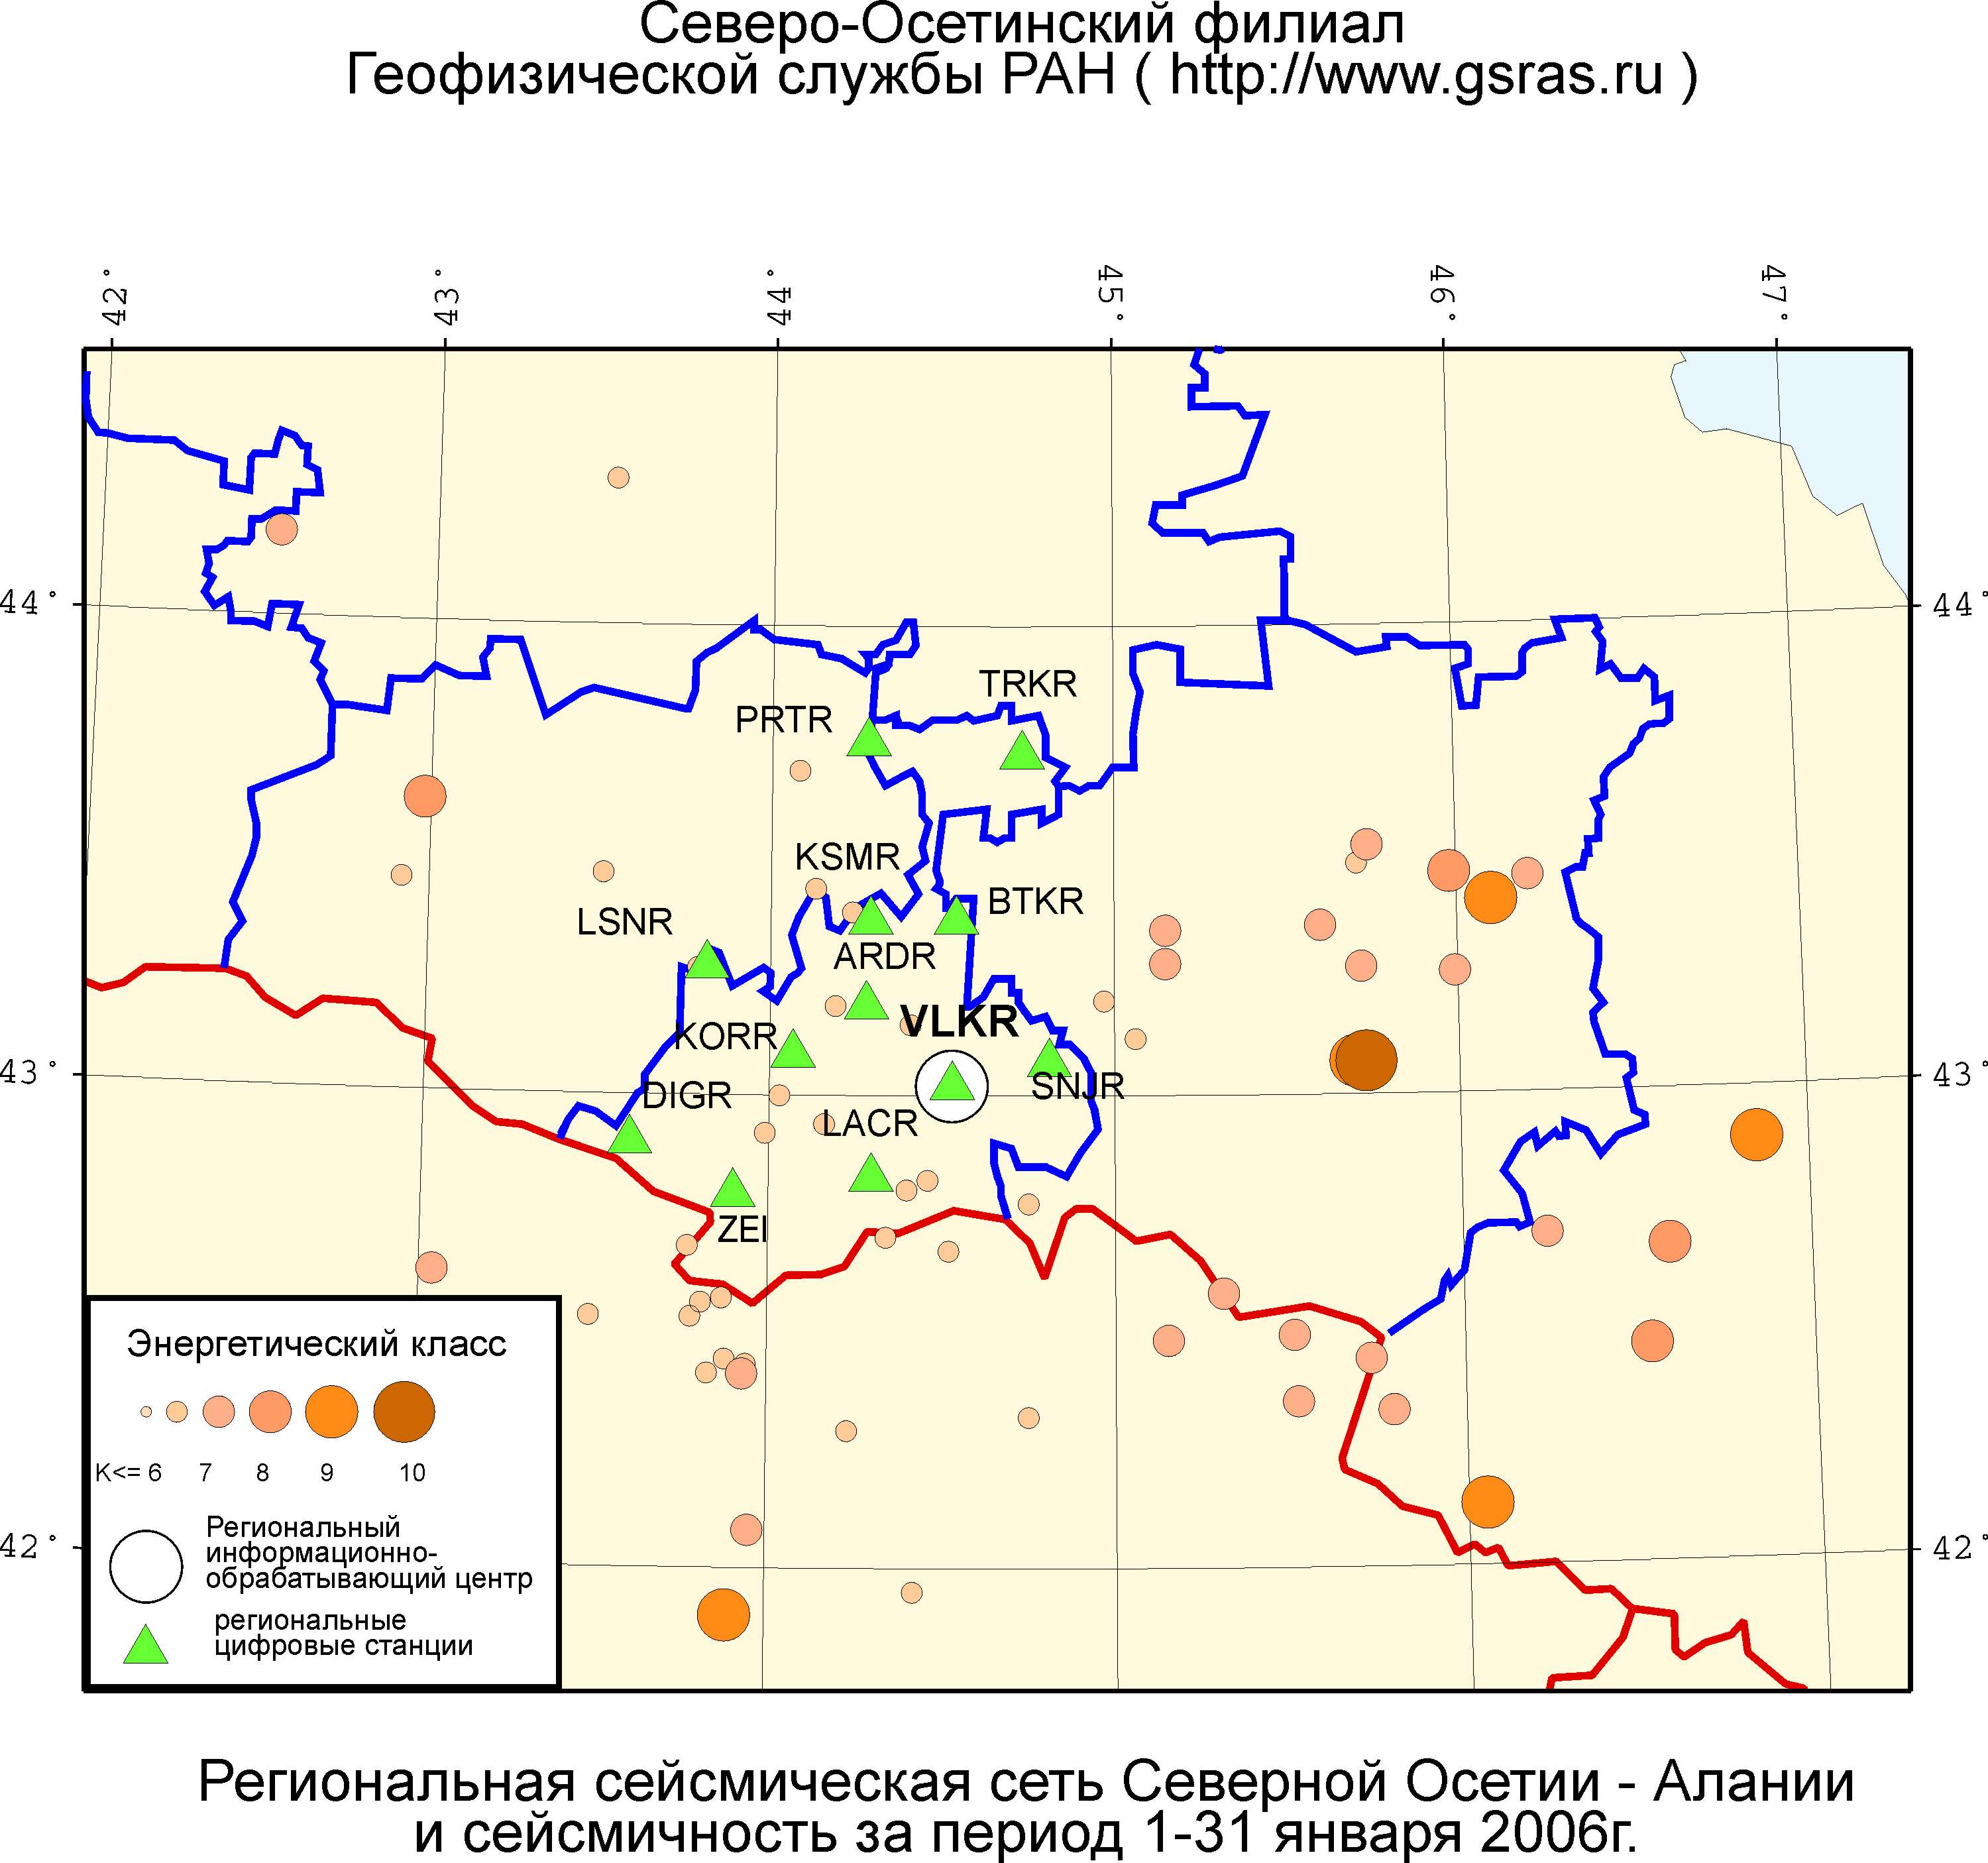 Северо-Осетинский филиал
Геофизической службы РАН ( http://www.gsras.ru )
42°
43°
44°
45°
46°
47°
44°
44°
TRKR
PRTR
KSMR
BTKR
LSNR
ARDR
VLKR
KORR
43°
43°
SNJR
DIGR
LACR
ZEI
Энергетический класс
K<= 6 7 8 9 10
Региональный
информационно-
обрабатывающий центр
региональные
цифровые станции
42°
42°
Региональная сейсмическая сеть Северной Осетии - Алании
и сейсмичность за период 1-31 января 2006г.